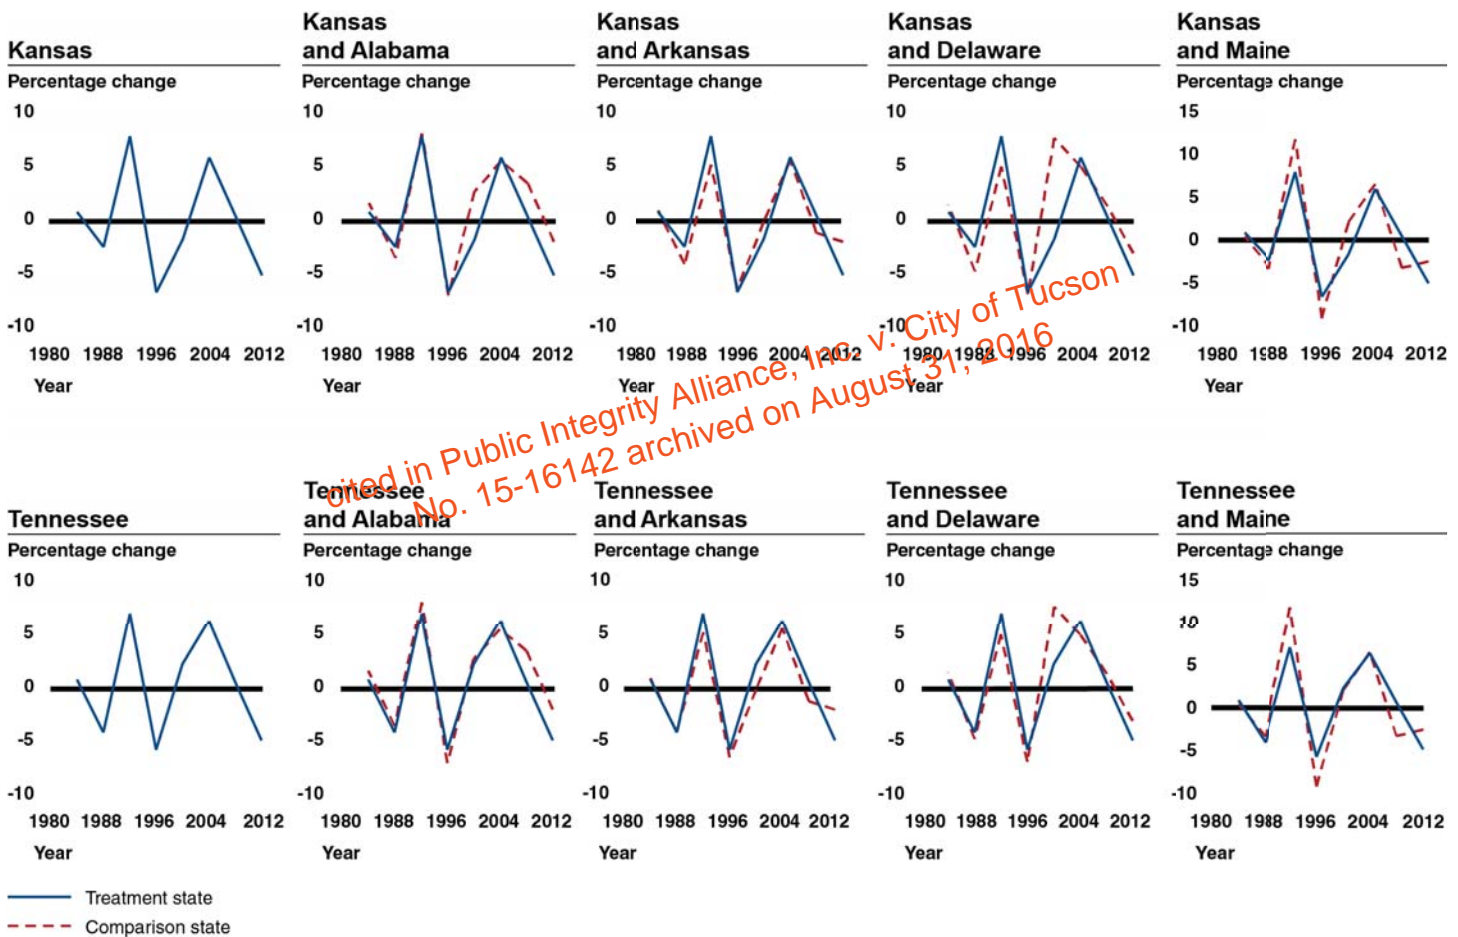 Kansas
Percentage change
10
5
0
-5
-10
1980 1988 1996 2004 2012
Year
Kansas
and Alabama
Percentage change
10
5
0
-5
-10
1980 1988 1996 2004 2012
Year
Kansas
and Arkansas
Percentage change
10
5
0
-5
-10
1980 1988 1996 2004 2012
Year
Kansas
and Delaware
Percentage change
10
5
0
-5
-10
1980 1988 1996 2004 2012
Year
Kansas
and Maine
Percentage change
15
10
5
0
-5
-10
1980 1988 1996 2004 2012
Year
cited in Public Integrity Alliance, Inc. v. City of Tucson
No. 15-16142 archived on August 31, 2016
Tennessee
Percentage change
10
5
0
-5
-10
1980 1988 1996 2004 2012
Year
Tennessee
and Alabama
Percentage change
10
5
0
-5
-10
1980 1988 1996 2004 2012
Year
Tennessee
and Arkansas
Percentage change
10
5
0
-5
-10
1980 1988 1996 2004 2012
Year
Tennessee
and Delaware
Percentage change
10
5
0
-5
-10
1980 1988 1996 2004 2012
Year
Tennessee
and Maine
Percentage change
15
10
5
0
-5
-10
1980 1988 1996 2004 2012
Year
Treatment state
Comparison state